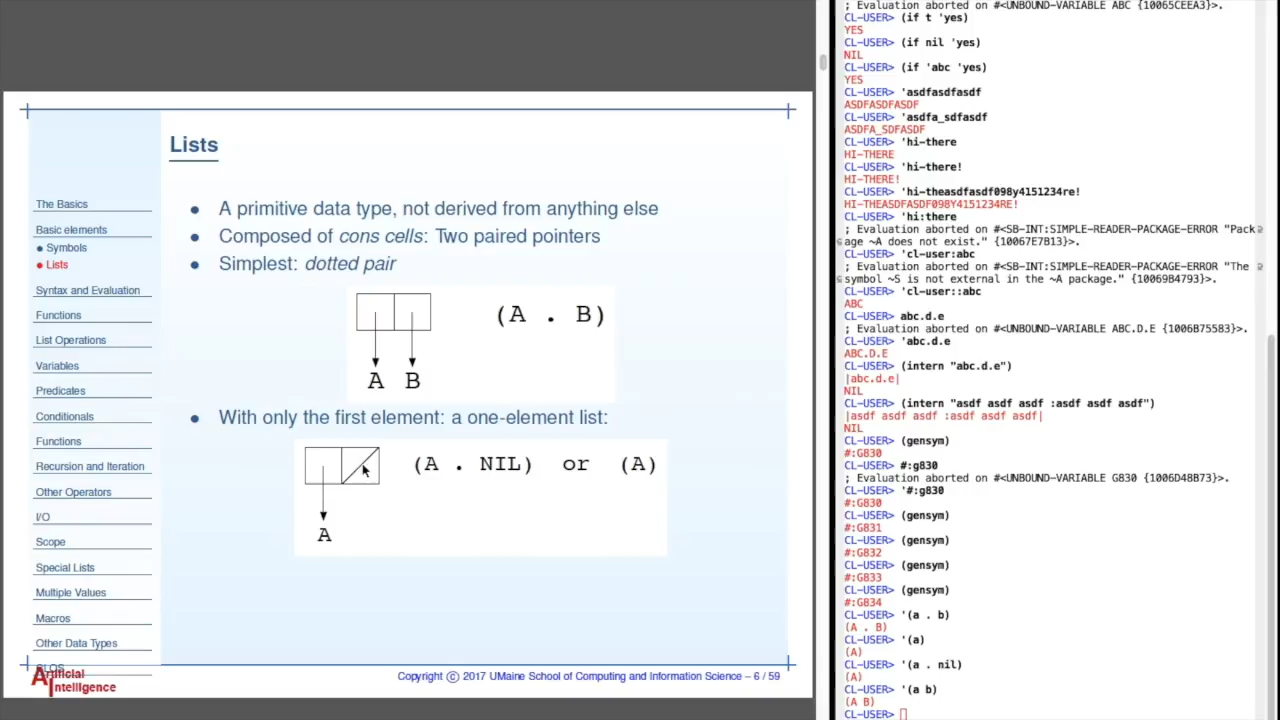 Lists
The Basics
Basic elements
● Symbols
● Lists
Syntax and Evaluation
Functions
List Operations
Variables
Predicates
Conditionals
Functions
Recursion and Iteration
Other Operators
I/O
Scope
Special Lists
Multiple Values
Macros
Other Data Types
CLOS
Artificial
Intelligence
● A primitive data type, not derived from anything else
● Composed of cons cells: Two paired pointers
● Simplest: dotted pair
(A . B)
A B
● With only the first element: a one-element list:
(A . NIL) or (A)
A
Copyright © 2017 UMaine School of Computing and Information Science – 6 / 59
; Evaluation aborted on #<UNBOUND-VARIABLE ABC {10065CEEA3}>.
CL-USER> (if t 'yes)
YES
CL-USER> (if nil 'yes)
NIL
CL-USER> (if 'abc 'yes)
YES
CL-USER> 'asdfasdfasdf
ASDFASDFASDF
CL-USER> 'asdfa_sdfasdf
ASDFA_SDFASDF
CL-USER> 'hi-there
HI-THERE
CL-USER> 'hi-there!
HI-THERE!
CL-USER> 'hi-theasdfasdf098y4151234re!
HI-THEASDFASDF098Y4151234RE!
CL-USER> 'hi:there
; Evaluation aborted on #<SB-INT:SIMPLE-READER-PACKAGE-ERROR "Pack
age ~A does not exist." {10067E7B13}>.
CL-USER> 'cl-user:abc
; Evaluation aborted on #<SB-INT:SIMPLE-READER-PACKAGE-ERROR "The
symbol ~S is not external in the ~A package." {10069B4793}>.
CL-USER> 'cl-user::abc
ABC
CL-USER> abc.d.e
; Evaluation aborted on #<UNBOUND-VARIABLE ABC.D.E {1006B75583}>.
CL-USER> 'abc.d.e
ABC.D.E
CL-USER> (intern "abc.d.e")
|abc.d.e|
NIL
CL-USER> (intern "asdf asdf asdf :asdf asdf asdf")
|asdf asdf asdf :asdf asdf asdf|
NIL
CL-USER> (gensym)
#:G830
CL-USER> #:g830
; Evaluation aborted on #<UNBOUND-VARIABLE G830 {1006D48B73}>.
CL-USER> '#:g830
#:G830
CL-USER> (gensym)
#:G831
CL-USER> (gensym)
#:G832
CL-USER> (gensym)
#:G833
CL-USER> (gensym)
#:G834
CL-USER> '(a . b)
(A . B)
CL-USER> '(a)
(A)
CL-USER> '(a . nil)
(A)
CL-USER> '(a b)
(A B)
CL-USER>